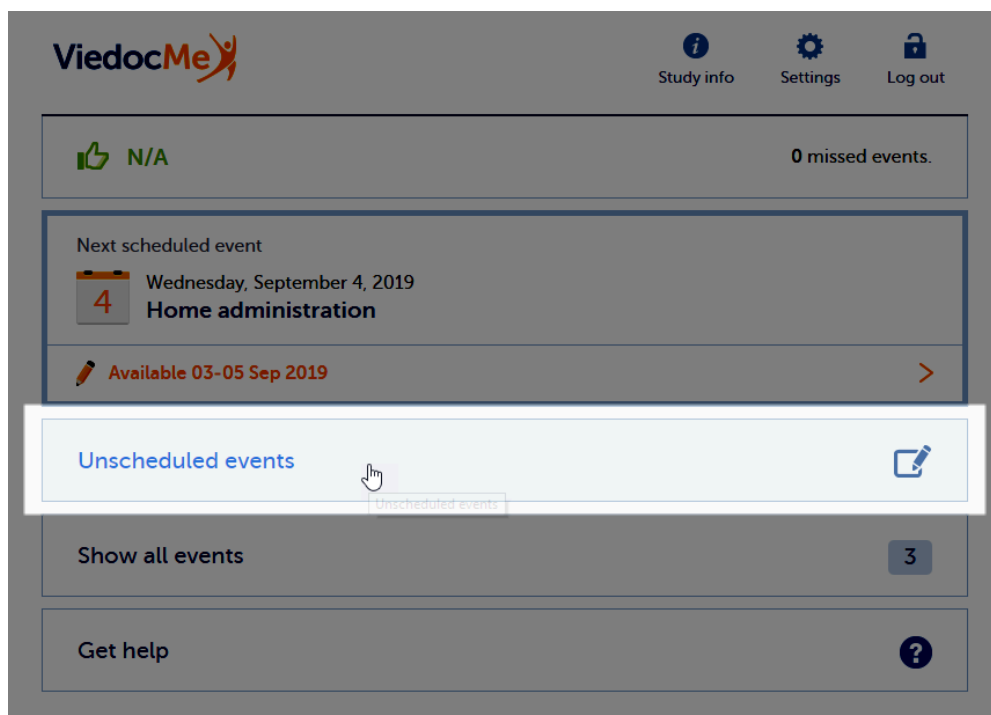 ViedocMe
Study info
Settings
Log out
N/A
0 missed events.
Next scheduled event
4
Wednesday, September 4, 2019
Home administration
Available 03-05 Sep 2019
Unscheduled events
Unscheduled events
Show all events
3
Get help
?